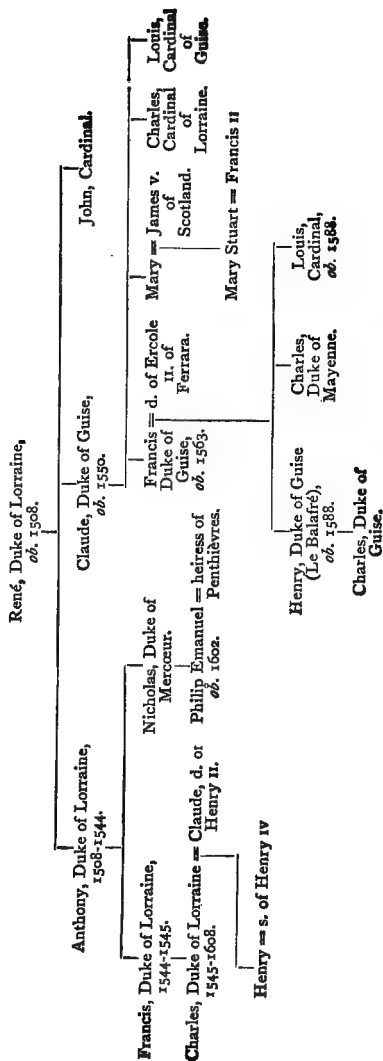 René, Duke of Lorraine,
ob. 1508.
Anthony, Duke of Lorraine,
1508-1544.
Claude, Duke of Guise,
ob. 1550.
John, Cardinal.
Francis, Duke of Lorraine,
1544-1545.
Nicholas, Duke of
Mercœur.
Francis = d. of Ercole
Duke of II. of
Guise, Ferrara.
ob. 1563.
Mary = James V.
of
Scotland.
Charles,
Cardinal
of
Lorraine.
Louis,
Cardinal
of
Guise.
Charles, Duke of Lorraine = Claude, d. or
1545-1608. Henry II.
Philip Emanuel = heiress of
ob. 1602. Penthièvres.
Mary Stuart = Francis II
Henry = s. of Henry IV
Henry, Duke of Guise
(Le Balafré),
ob. 1588.
Charles,
Duke of
Mayenne.
Louis,
Cardinal,
ob. 1588.
Charles, Duke of
Guise.